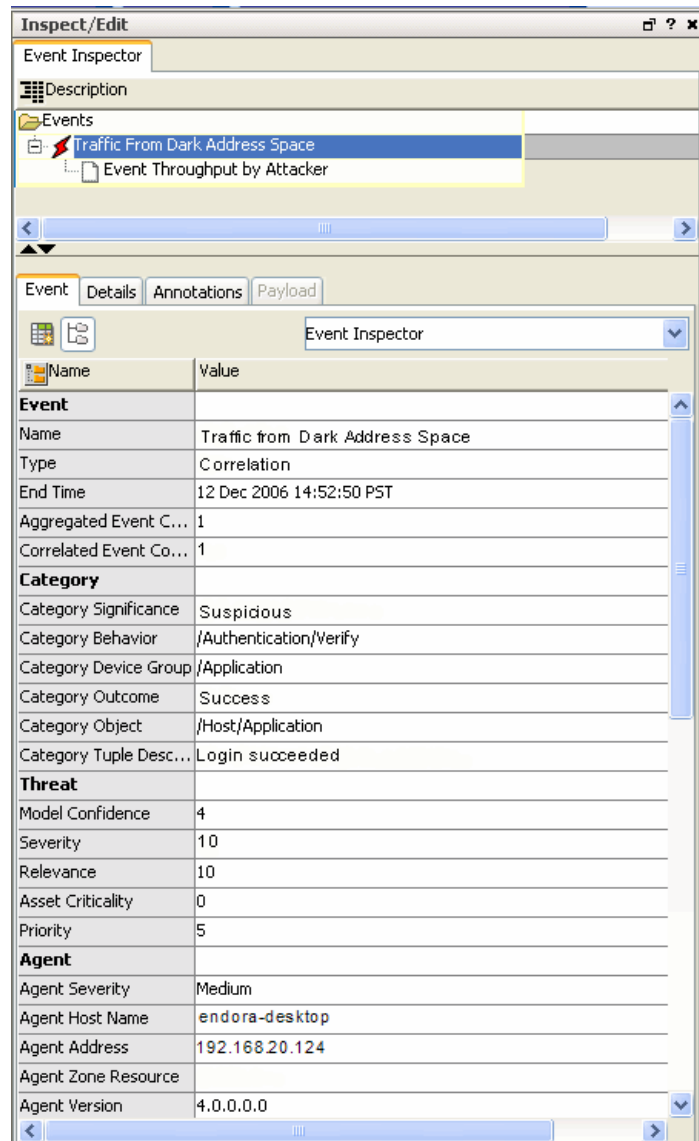 Inspect/Edit
Event Inspector
Description
Events
Traffic From Dark Address Space
Event Throughput by Attacker
Event Details Annotations Payload
Event Inspector
Name Value
Event
Name Traffic from Dark Address Space
Type Correlation
End Time 12 Dec 2006 14:52:50 PST
Aggregated Event C... 1
Correlated Event Co... 1
Category
Category Significance Suspicious
Category Behavior /Authentication/Verify
Category Device Group /Application
Category Outcome Success
Category Object /Host/Application
Category Tuple Desc... Login succeeded
Threat
Model Confidence 4
Severity 10
Relevance 10
Asset Criticality 0
Priority 5
Agent
Agent Severity Medium
Agent Host Name endora-desktop
Agent Address 192.168.20.124
Agent Zone Resource
Agent Version 4.0.0.0.0